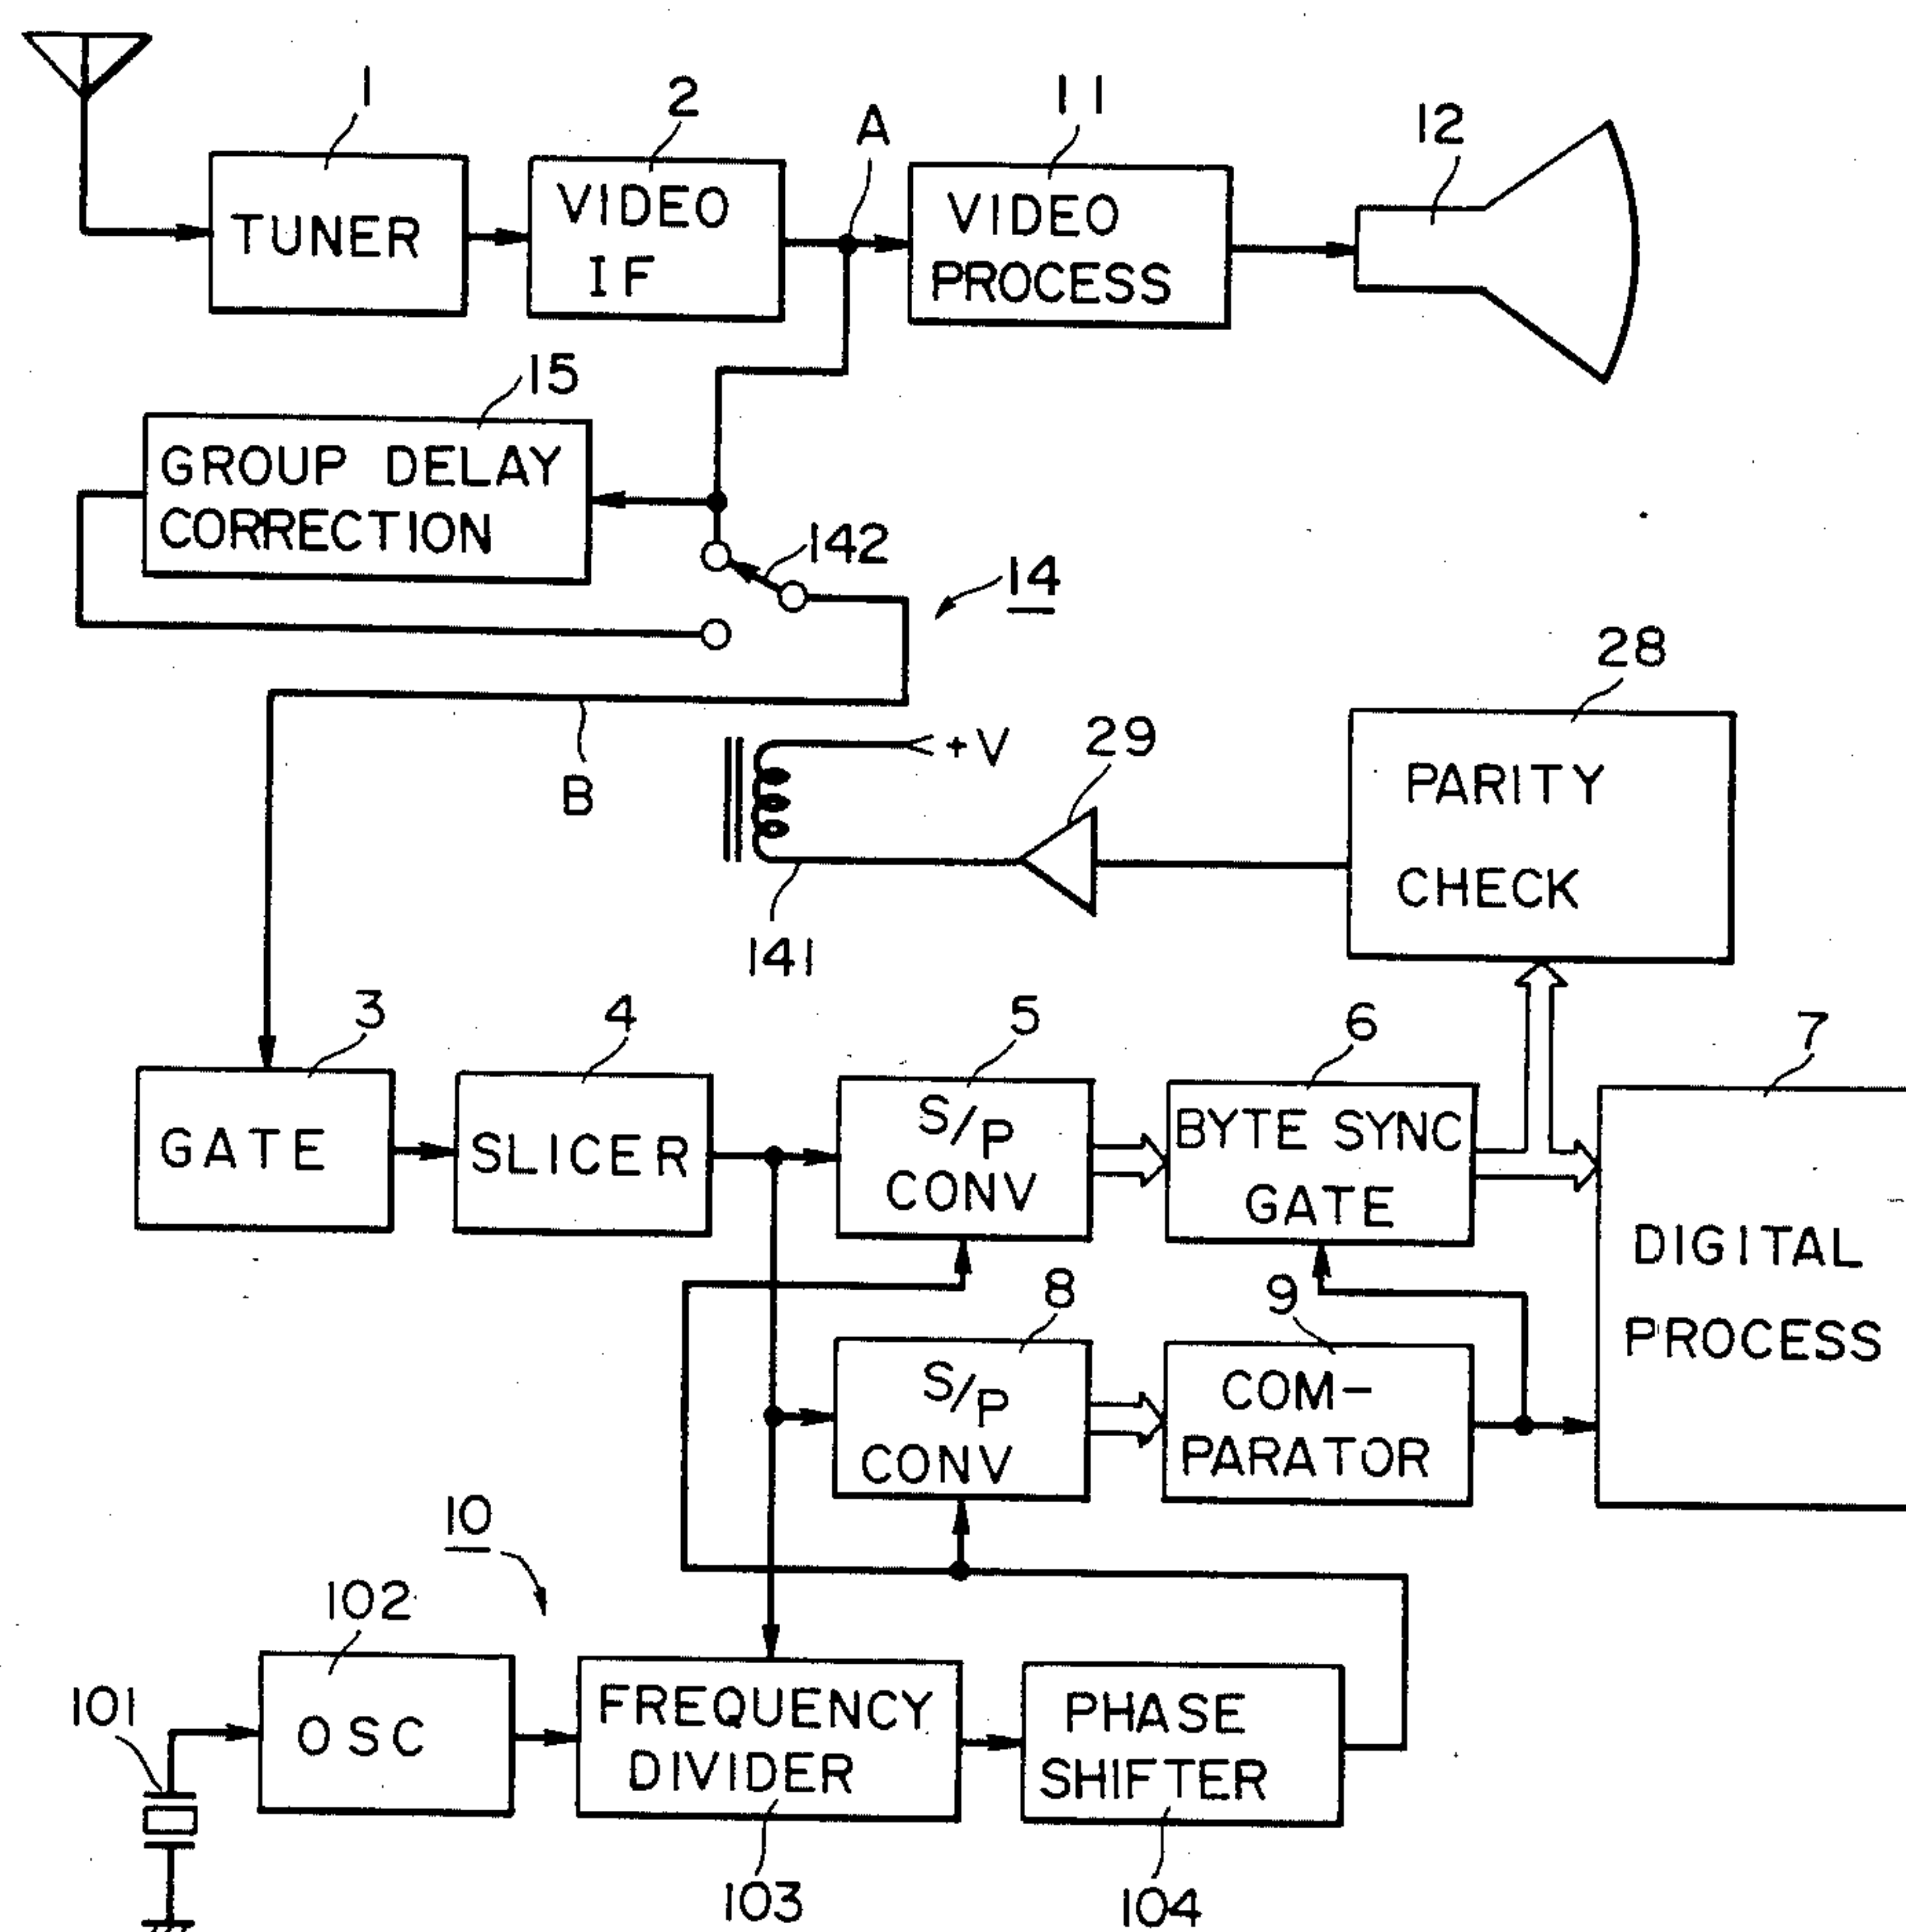 1
2
A
11
12
TUNER
VIDEO
IF
VIDEO
PROCESS
15
GROUP DELAY
CORRECTION
142
14
28
B
+V
29
PARITY
CHECK
141
3
4
5
6
7
GATE
SLICER
S/P
CONV
BYTE SYNC
GATE
DIGITAL
PROCESS
8
9
S/P
CONV
COM-
PARATOR
10
102
101
OSC
FREQUENCY
DIVIDER
PHASE
SHIFTER
103
104